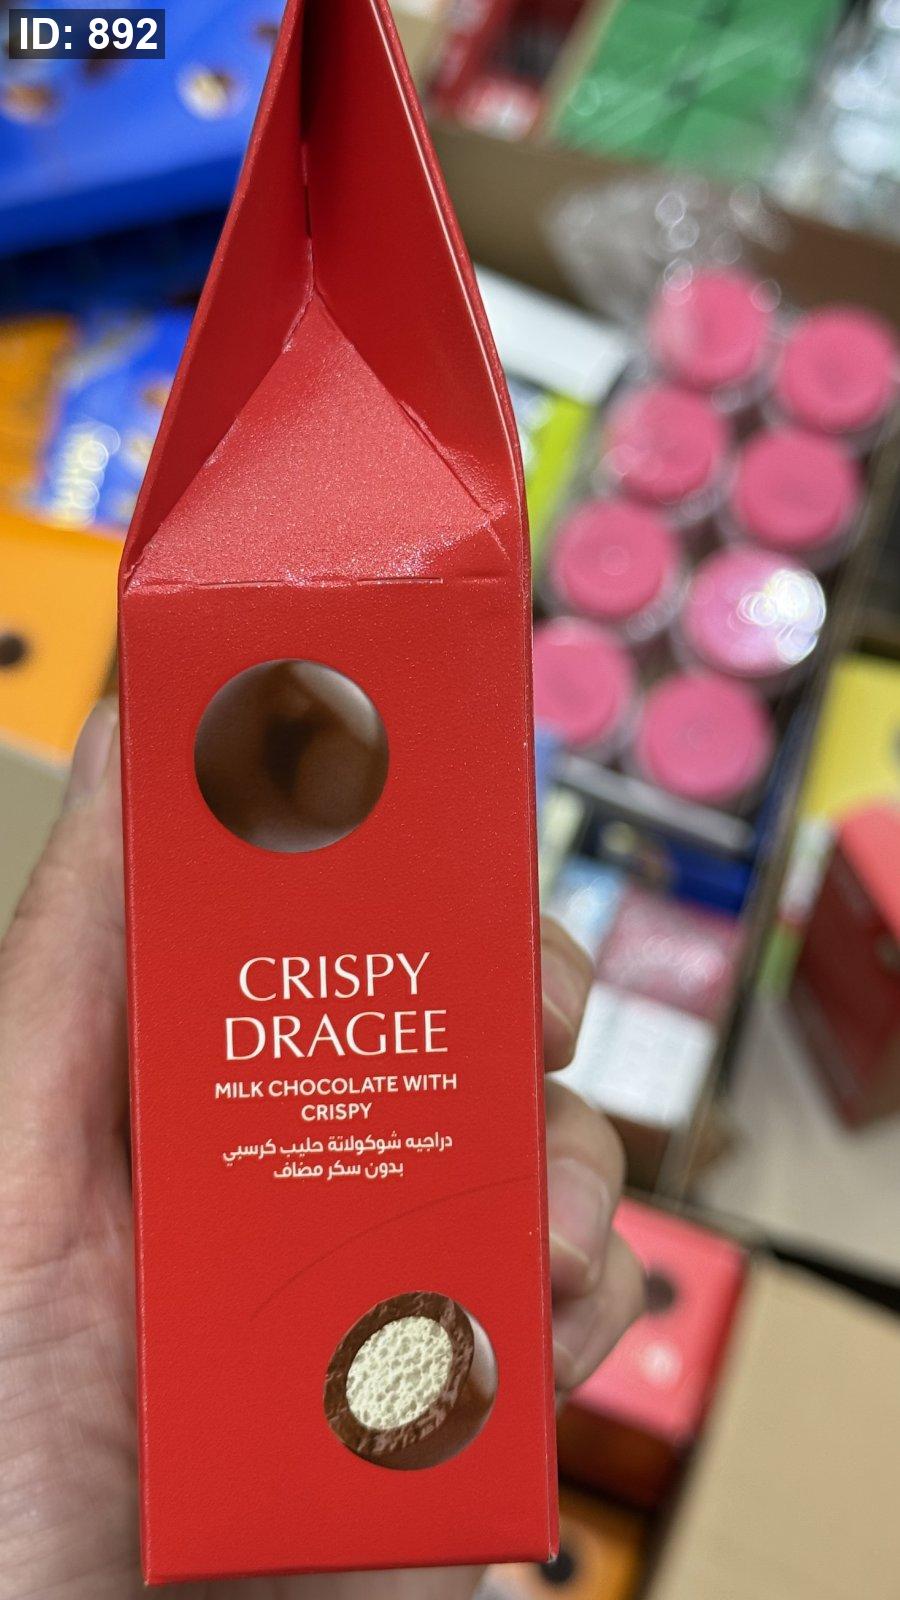 ID: 892
CRISPY
DRAGEE
MILK CHOCOLATE WITH
CRISPY
دراجيه شوكولاتة حليب كرسبي
بدون سكر مضاف